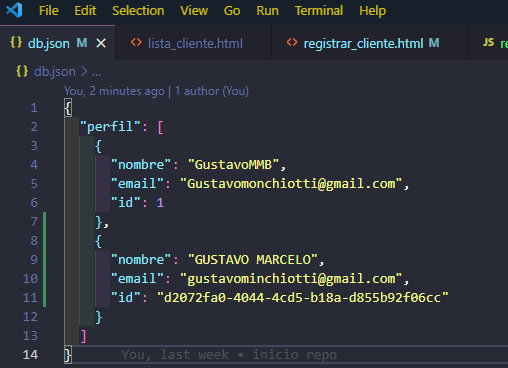 File Edit Selection View Go Run Terminal Help
{} db.json M × <> lista_cliente.html <> registrar_cliente.html M JS re
{} db.json > ...
You, 2 minutes ago | 1 author (You)
1 {
2 "perfil": [
3 {
4 "nombre": "GustavoMMB",
5 "email": "Gustavomonchiotti@gmail.com",
6 "id": 1
7 },
8 {
9 "nombre": "GUSTAVO MARCELO",
10 "email": "gustavominchiotti@gmail.com",
11 "id": "d2072fa0-4044-4cd5-b18a-d855b92f06cc"
12 }
13 ]
14 } You, last week • inicio repo